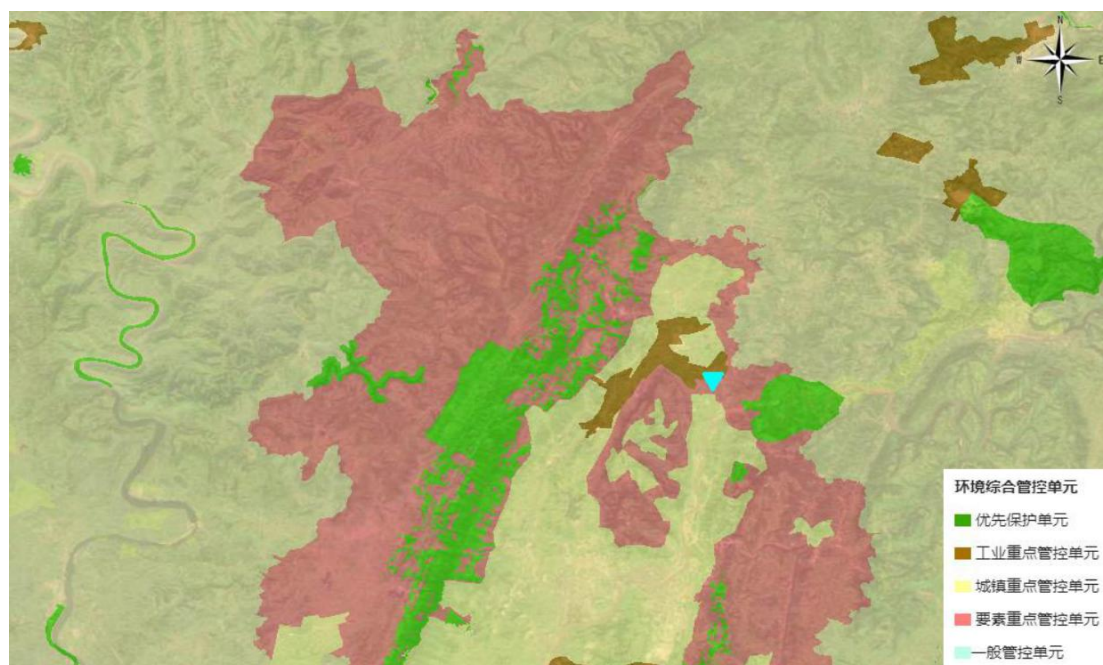 N
W
E
S
环境综合管控单元
优先保护单元
工业重点管控单元
城镇重点管控单元
要素重点管控单元
一般管控单元